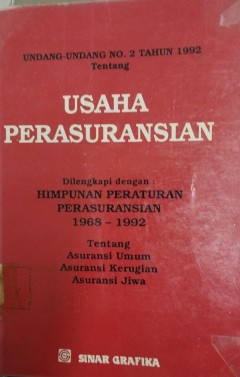 UNDANG-UNDANG NO. 2 TAHUN 1992
Tentang
USAHA
PERASURANSIAN
Dilengkapi dengan :
HIMPUNAN PERATURAN
PERASURANSIAN
1968 – 1992
Tentang
Asuransi Umum
Asuransi Kerugian
Asuransi Jiwa
SINAR GRAFIKA